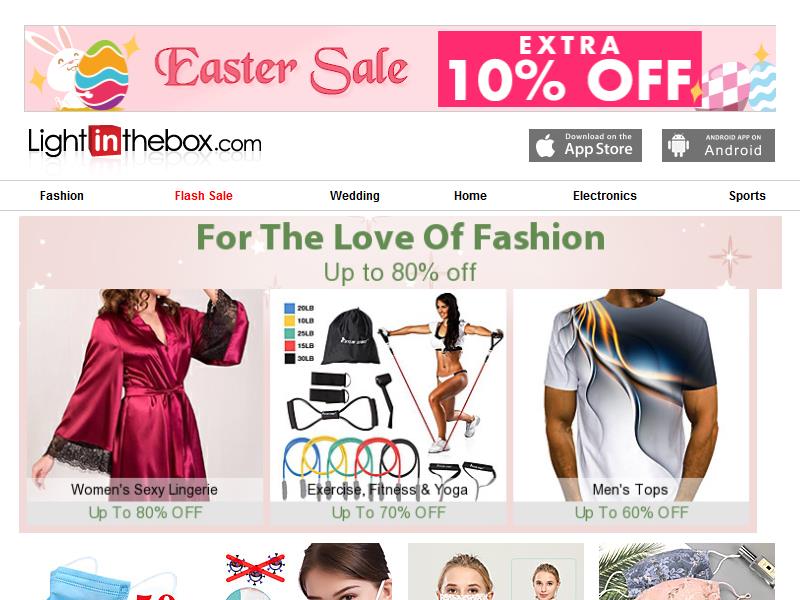 Easter Sale
EXTRA
10% OFF
Lightinthebox.com
Download on the
App Store
ANDROID APP ON
Android
Fashion
Flash Sale
Wedding
Home
Electronics
Sports
For The Love Of Fashion
Up to 80% off
20LB
10LB
25LB
15LB
30LB
Women's Sexy Lingerie
Up To 80% OFF
Exercise, Fitness & Yoga
Up To 70% OFF
Men's Tops
Up To 60% OFF